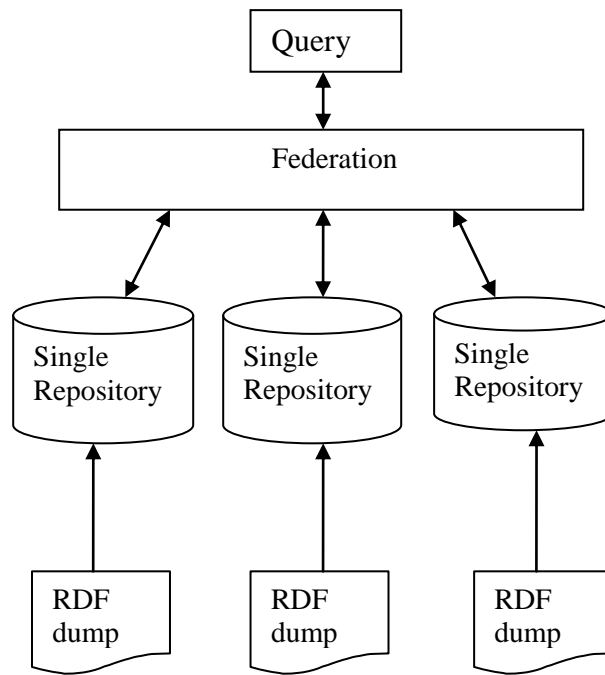 Query
Federation
Single
Repository
Single
Repository
Single
Repository
RDF
dump
RDF
dump
RDF
dump